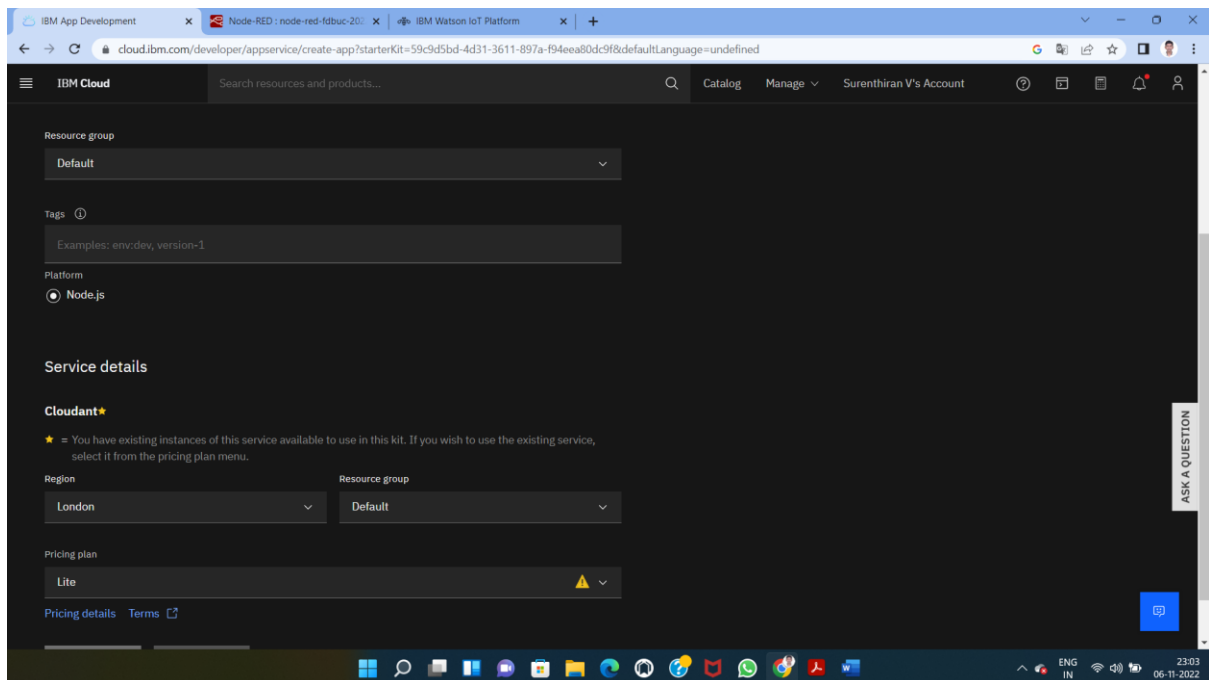 IBM App Development
Node-RED : node-red-fdbuc-202
IBM Watson IoT Platform
cloud.ibm.com/developer/appservice/create-app?starterKit=59c9d5bd-4d31-3611-897a-f94eea80dc9f&defaultLanguage=undefined
IBM Cloud
Search resources and products...
Catalog
Manage
Surenthiran V's Account
Resource group
Default
Tags
Examples: env:dev, version-1
Platform
Node.js
Service details
Cloudant
= You have existing instances of this service available to use in this kit. If you wish to use the existing service,
select it from the pricing plan menu.
Region
Resource group
London
Default
Pricing plan
Lite
Pricing details
Terms
ASK A QUESTION
ENG
IN
23:03
06-11-2022